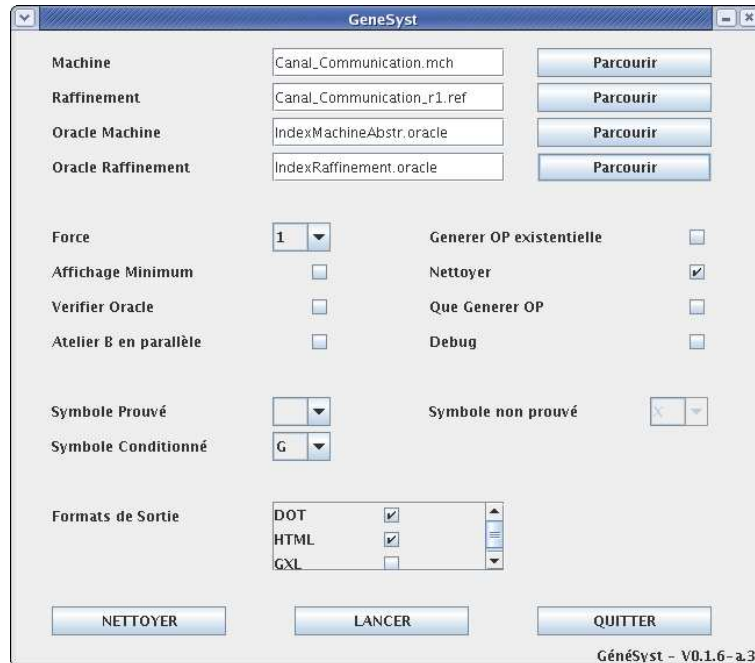 GeneSyst
Machine Canal_Communication.mch Parcourir
Raffinement Canal_Communication_r1.ref Parcourir
Oracle Machine IndexMachineAbstr.oracle Parcourir
Oracle Raffinement IndexRaffinement.oracle Parcourir
Force 1 Generer OP existentielle
Affichage Minimum Nettoyer
Verifier Oracle Que Generer OP
Atelier B en parallèle Debug
Symbole Prouvé Symbole non prouvé X
Symbole Conditionné G
Formats de Sortie DOT
HTML
GXL
NETTOYER LANCER QUITTER
GénéSyst - V0.1.6-a.3